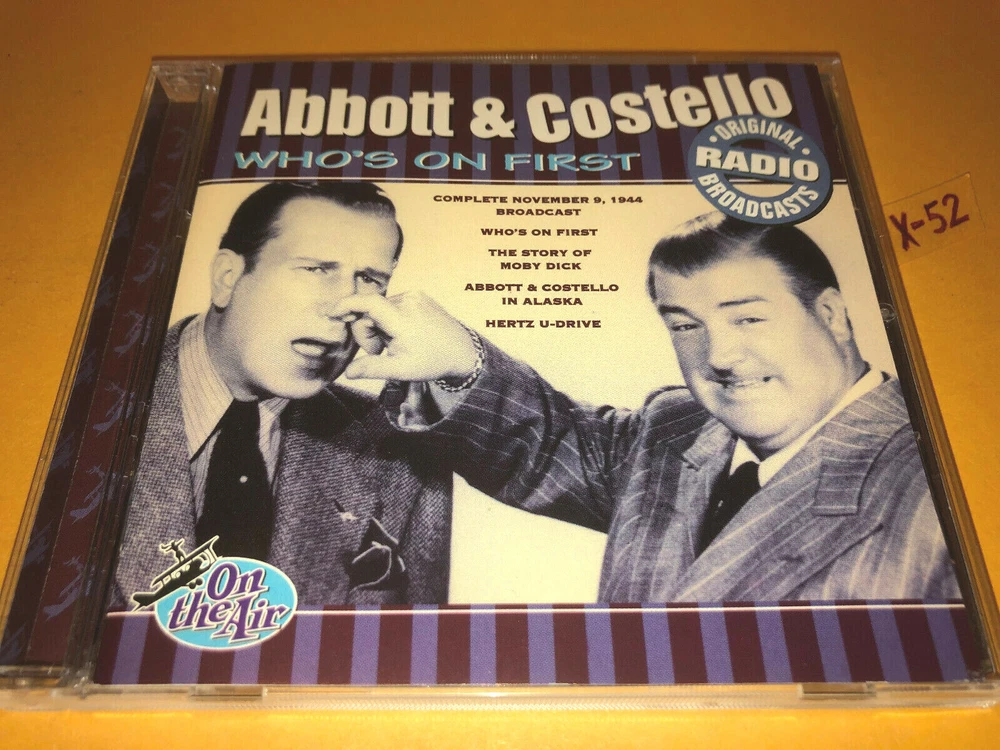 Abbott & Costello
WHO'S ON FIRST
• ORIGINAL •
RADIO
BROADCASTS
COMPLETE NOVEMBER 9, 1944
BROADCAST
WHO'S ON FIRST
THE STORY OF
MOBY DICK
ABBOTT & COSTELLO
IN ALASKA
HERTZ U-DRIVE
X-52
On
the Air